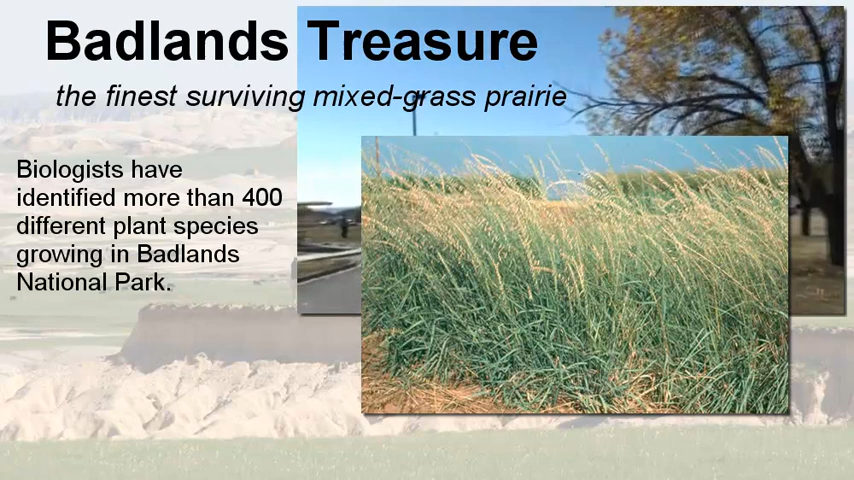 Badlands Treasure
the finest surviving mixed-grass prairie
Biologists have
identified more than 400
different plant species
growing in Badlands
National Park.